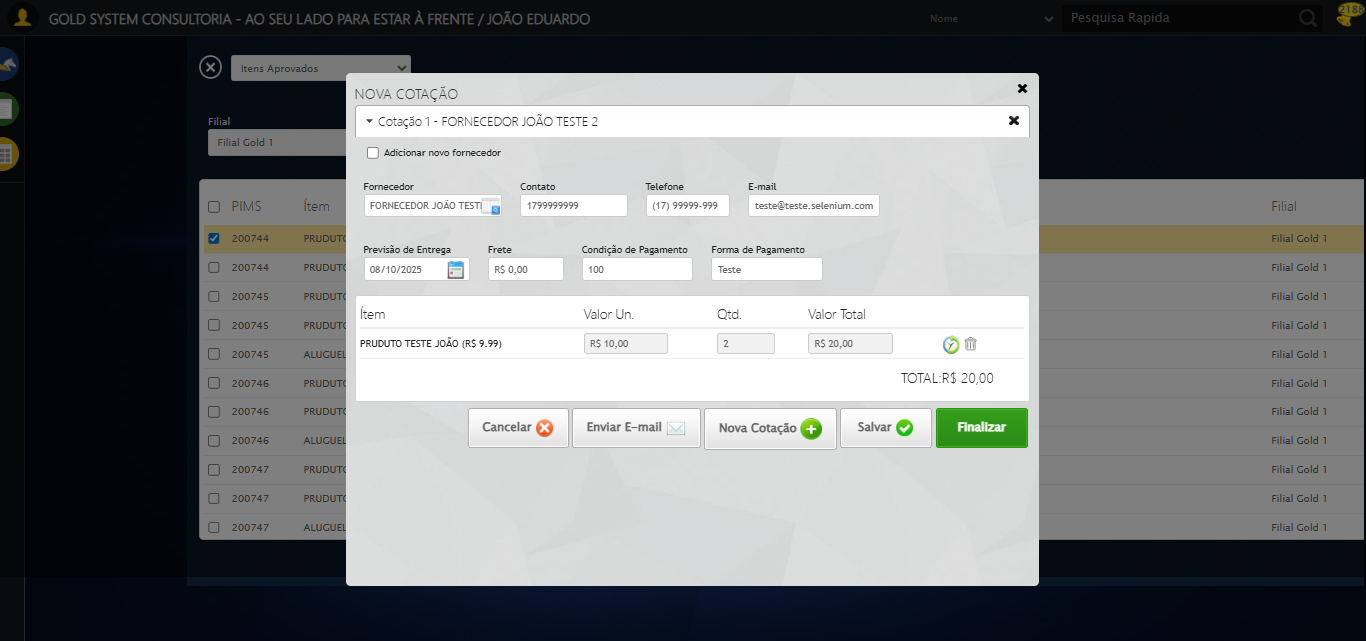 GOLD SYSTEM CONSULTORIA - AO SEU LADO PARA ESTAR À FRENTE / JOÃO EDUARDO
Nome
Pesquisa Rapida
2186
Itens Aprovados
Filial
Filial Gold 1
NOVA COTAÇÃO
Cotação 1 - FORNECEDOR JOÃO TESTE 2
Adicionar novo fornecedor
Fornecedor Contato Telefone E-mail
FORNECEDOR JOÃO TESTE 1799999999 (17) 99999-999 teste@teste.selenium.com
Previsão de Entrega Frete Condição de Pagamento Forma de Pagamento
08/10/2025 R$ 0,00 100 Teste
Ítem Valor Un. Qtd. Valor Total
PRUDUTO TESTE JOÃO (R$ 9.99) R$ 10,00 2 R$ 20,00
TOTAL:R$ 20,00
Cancelar Enviar E-mail Nova Cotação Salvar Finalizar
PIMS Ítem Filial
200744 PRUDUTO Filial Gold 1
200744 PRUDUTO Filial Gold 1
200745 PRUDUTO Filial Gold 1
200745 PRUDUTO Filial Gold 1
200745 ALUGUEL Filial Gold 1
200746 PRUDUTO Filial Gold 1
200746 PRUDUTO Filial Gold 1
200746 ALUGUEL Filial Gold 1
200747 PRUDUTO Filial Gold 1
200747 PRUDUTO Filial Gold 1
200747 ALUGUEL Filial Gold 1